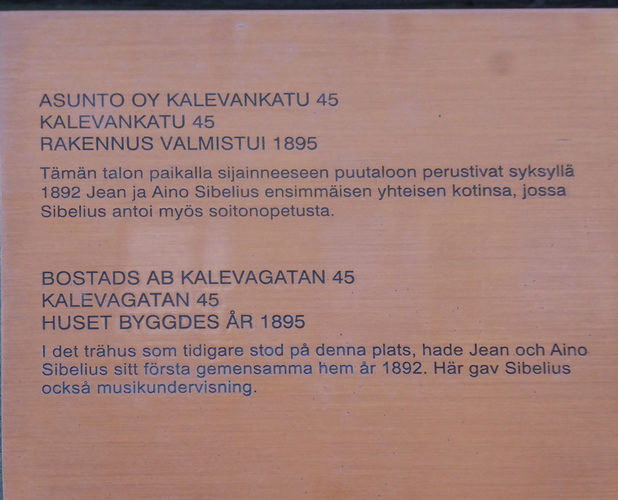 ASUNTO OY KALEVANKATU 45
KALEVANKATU 45
RAKENNUS VALMISTUI 1895
Tämän talon paikalla sijainneeseen puutaloon perustivat syksyllä
1892 Jean ja Aino Sibelius ensimmäisen yhteisen kotinsa, jossa
Sibelius antoi myös soitonopetusta.
BOSTADS AB KALEVAGATAN 45
KALEVAGATAN 45
HUSET BYGGDES ÅR 1895
I det trähus som tidigare stod på denna plats, hade Jean och Aino
Sibelius sitt första gemensamma hem år 1892. Här gav Sibelius
också musikundervisning.